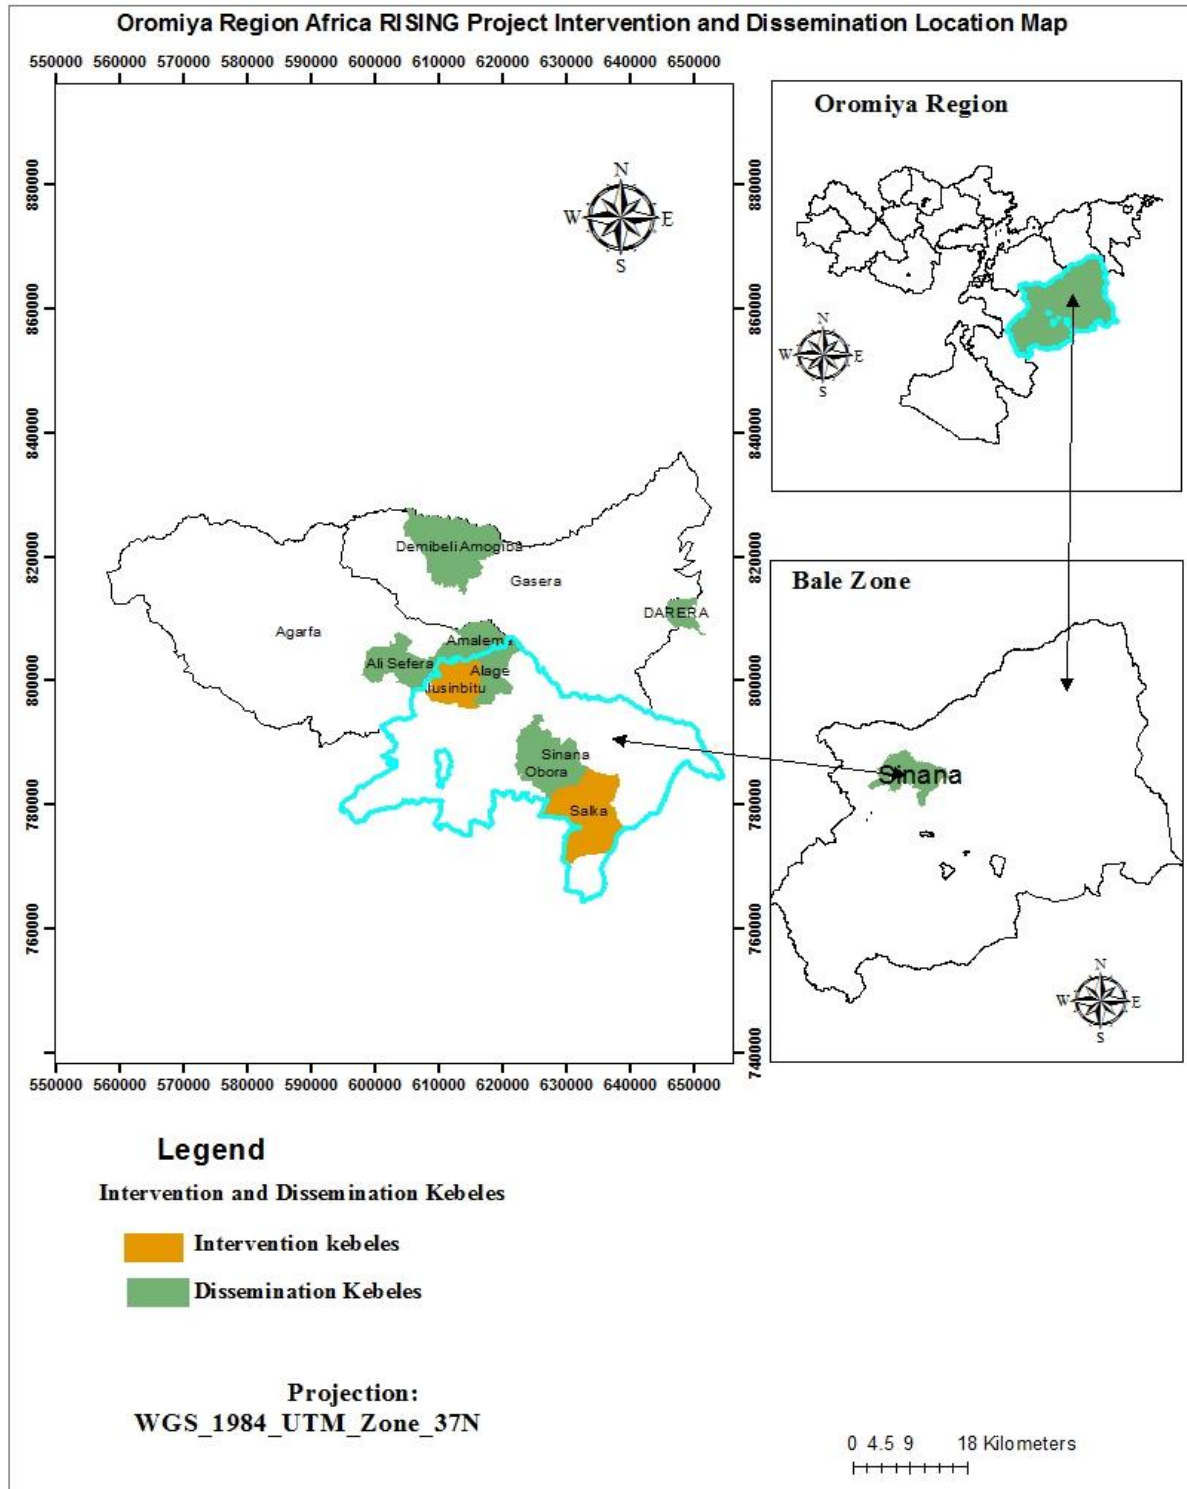 Oromiya Region Africa RISING Project Intervention and Dissemination Location Map
550000 560000 570000 580000 590000 600000 610000 620000 630000 640000 650000
880000
860000
840000
820000
800000
780000
760000
N
W E
S
Demibeli Amogiba
Gasera
DARERA
Agarfa
Amalema
Ali Sefera
Alage
Ilusinbitu
Sinana
Obora
Salka
550000 560000 570000 580000 590000 600000 610000 620000 630000 640000 650000
880000
860000
840000
820000
800000
780000
760000
740000
Oromiya Region
N
W E
S
Bale Zone
Sinana
N
W E
S
Legend
Intervention and Dissemination Kebeles
Intervention kebeles
Dissemination Kebeles
Projection:
WGS_1984_UTM_Zone_37N
0 4.5 9 18 Kilometers